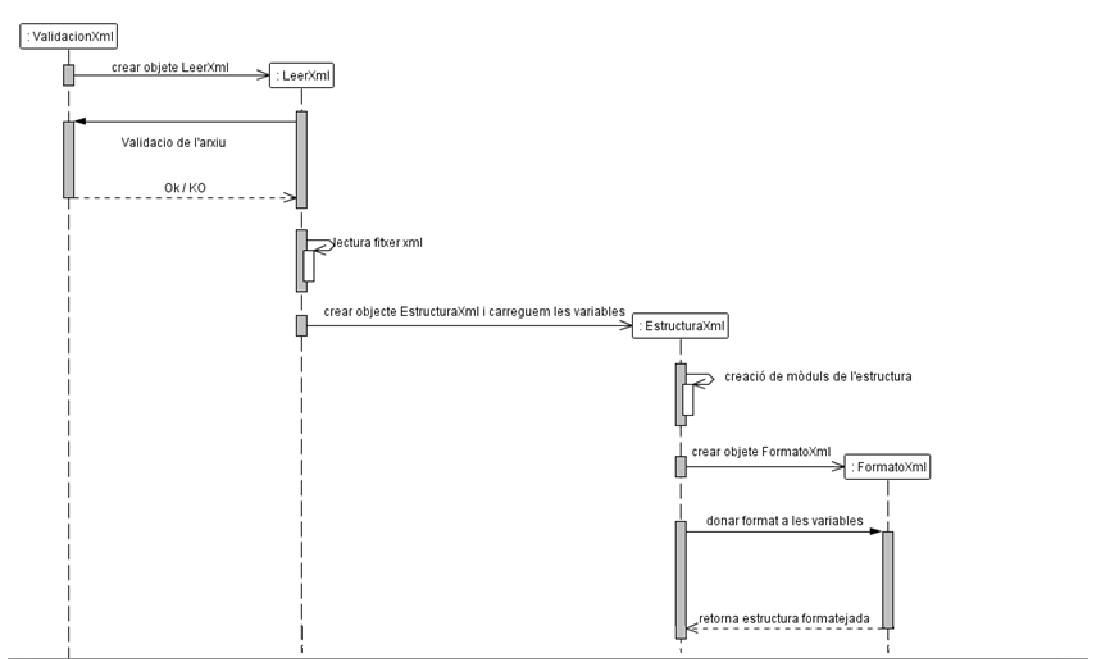 : ValidacionXml
crear objete LeerXml
: LeerXml
Validacio de l'arxiu
Ok / KO
lectura fitxer xml
crear objecte EstructuraXml i carreguem les variables
: EstructuraXml
creació de mòduls de l'estructura
crear objete FormatoXml
: FormatoXml
donar format a les variables
retorna estructura formatejada